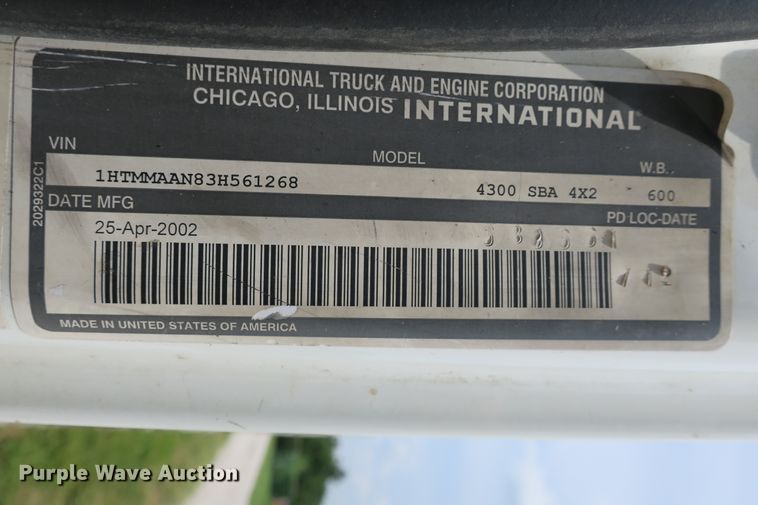 INTERNATIONAL TRUCK AND ENGINE CORPORATION
CHICAGO, ILLINOIS INTERNATIONAL
VIN MODEL W.B.
1HTMMAAN83H561268 4300 SBA 4X2 600
DATE MFG PD LOC-DATE
25-Apr-2002
MADE IN UNITED STATES OF AMERICA
2029322C1
Purple Wave Auction